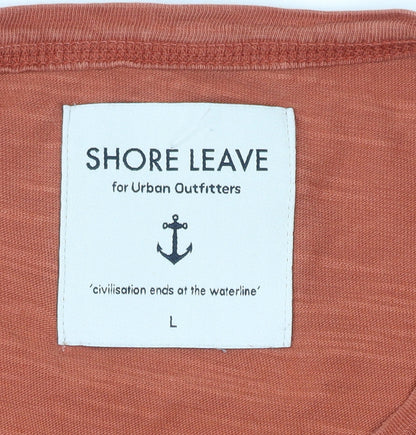 SHORE LEAVE
for Urban Outfitters
'civilisation ends at the waterline'
L